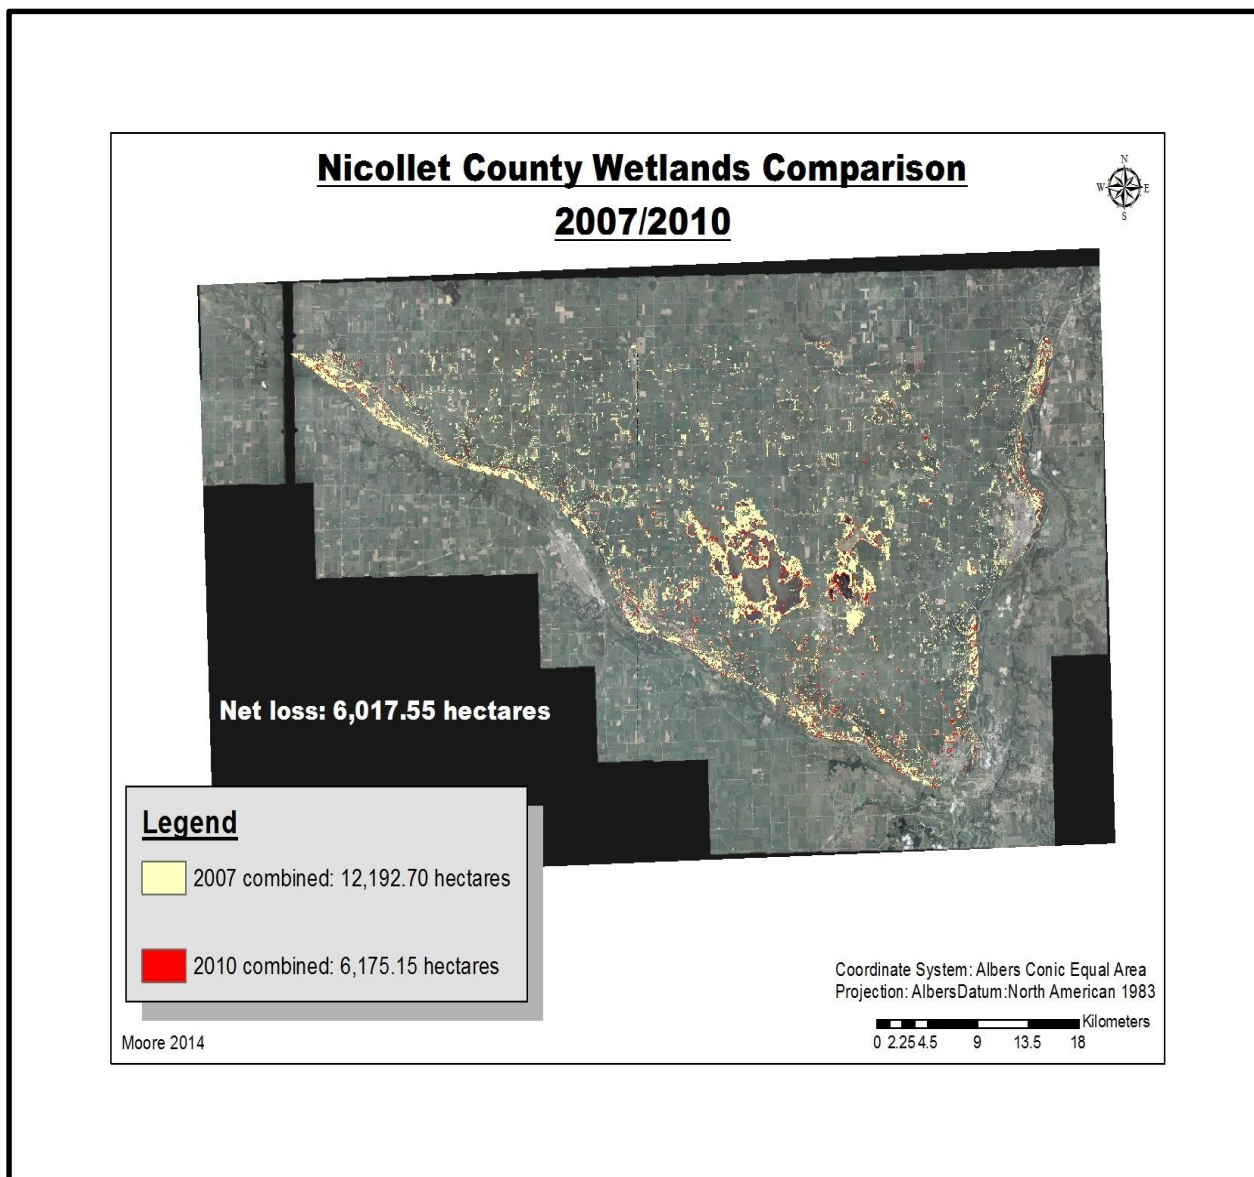 Nicollet County Wetlands Comparison
2007/2010
N
W E
S
Net loss: 6,017.55 hectares
Legend
2007 combined: 12,192.70 hectares
2010 combined: 6,175.15 hectares
Coordinate System: Albers Conic Equal Area
Projection: AlbersDatum:North American 1983
Kilometers
0 2.25 4.5 9 13.5 18
Moore 2014